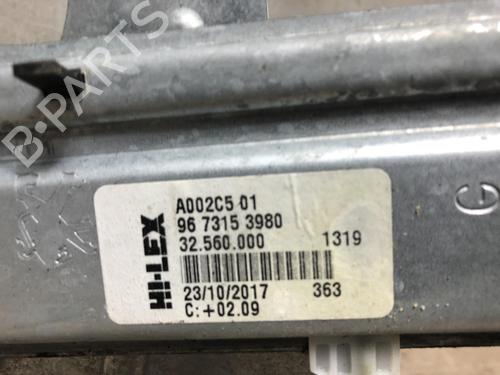 B-PARTS
HI-LEX
A002C5 01
96 7315 3980
32.560.000 1319
23/10/2017 363
C:+02.09
G